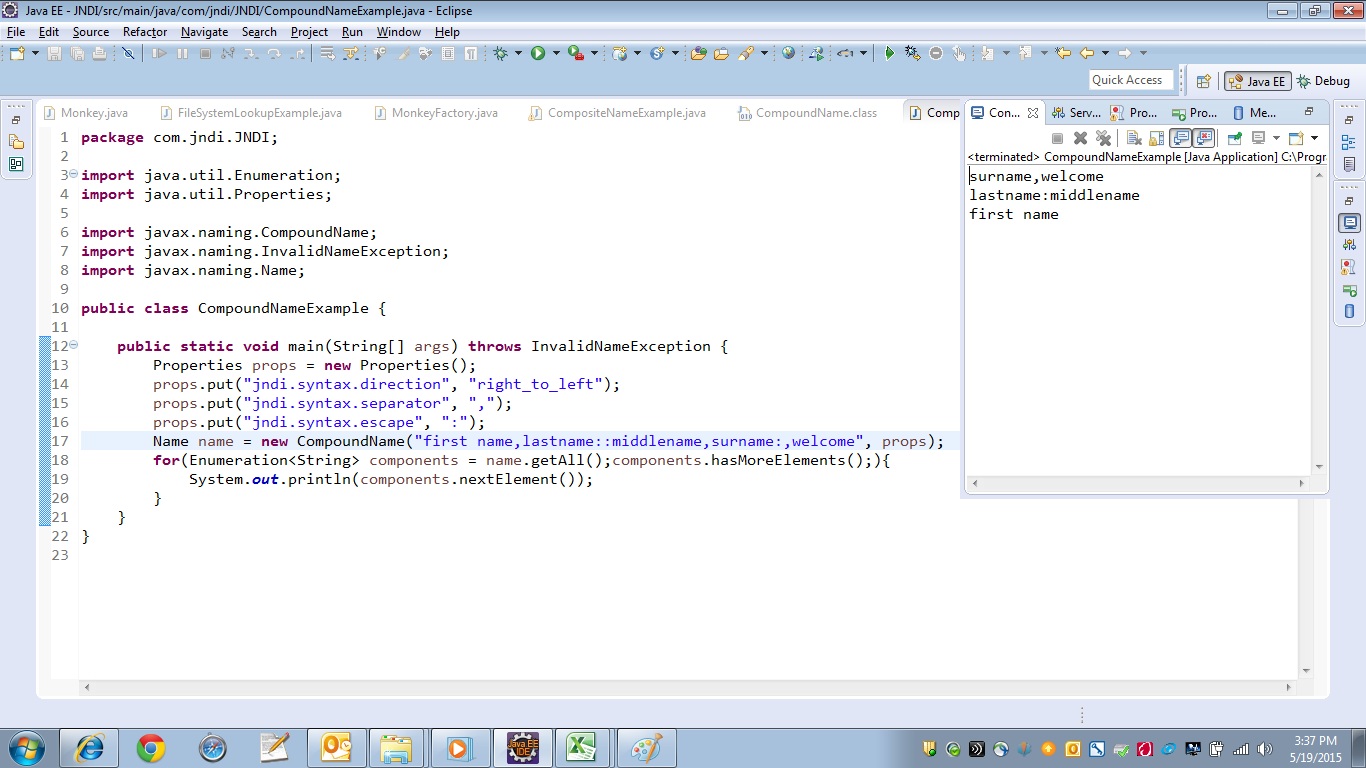 Java EE - JNDI/src/main/java/com/jndi/JNDI/CompoundNameExample.java - Eclipse
File Edit Source Refactor Navigate Search Project Run Window Help
Quick Access Java EE Debug
Monkey.java FileSystemLookupExample.java MonkeyFactory.java CompositeNameExample.java CompoundName.class Comp
1 package com.jndi.JNDI;
2
3 import java.util.Enumeration;
4 import java.util.Properties;
5
6 import javax.naming.CompoundName;
7 import javax.naming.InvalidNameException;
8 import javax.naming.Name;
9
10 public class CompoundNameExample {
11
12 public static void main(String[] args) throws InvalidNameException {
13 Properties props = new Properties();
14 props.put("jndi.syntax.direction", "right_to_left");
15 props.put("jndi.syntax.separator", ",");
16 props.put("jndi.syntax.escape", ":");
17 Name name = new CompoundName("first name,lastname::middlename,surname:,welcome", props);
18 for(Enumeration<String> components = name.getAll();components.hasMoreElements();){
19 System.out.println(components.nextElement());
20 }
21 }
22 }
23
Con... Serv... Pro... Pro... Me...
<terminated> CompoundNameExample [Java Application] C:\Progr
surname,welcome
lastname:middlename
first name
Java EE
IDE
3:37 PM
5/19/2015